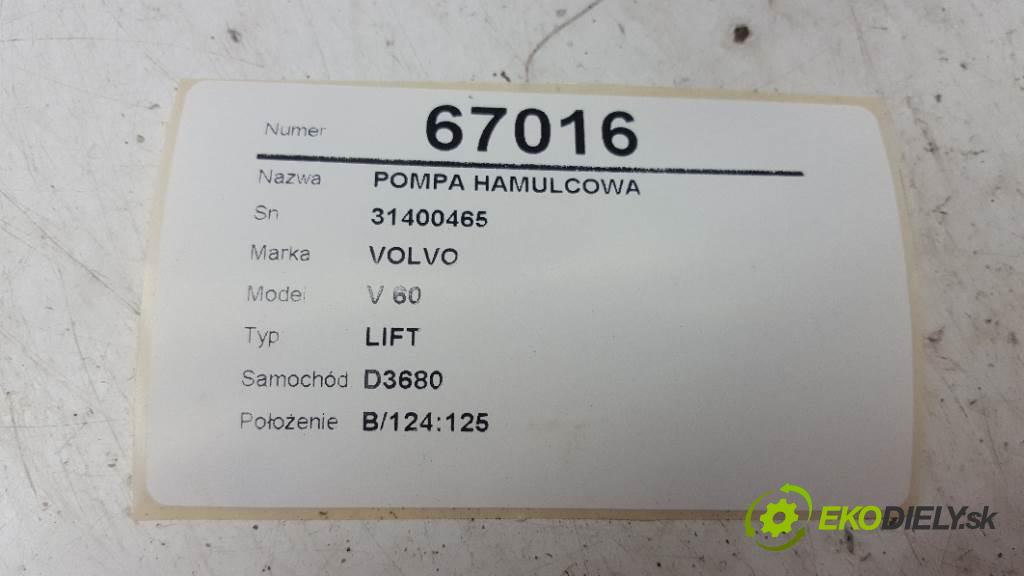 Numer 67016
Nazwa POMPA HAMULCOWA
Sn 31400465
Marka VOLVO
Model V 60
Typ LIFT
Samochód D3680
Położenie B/124:125
EKODIELY.sk